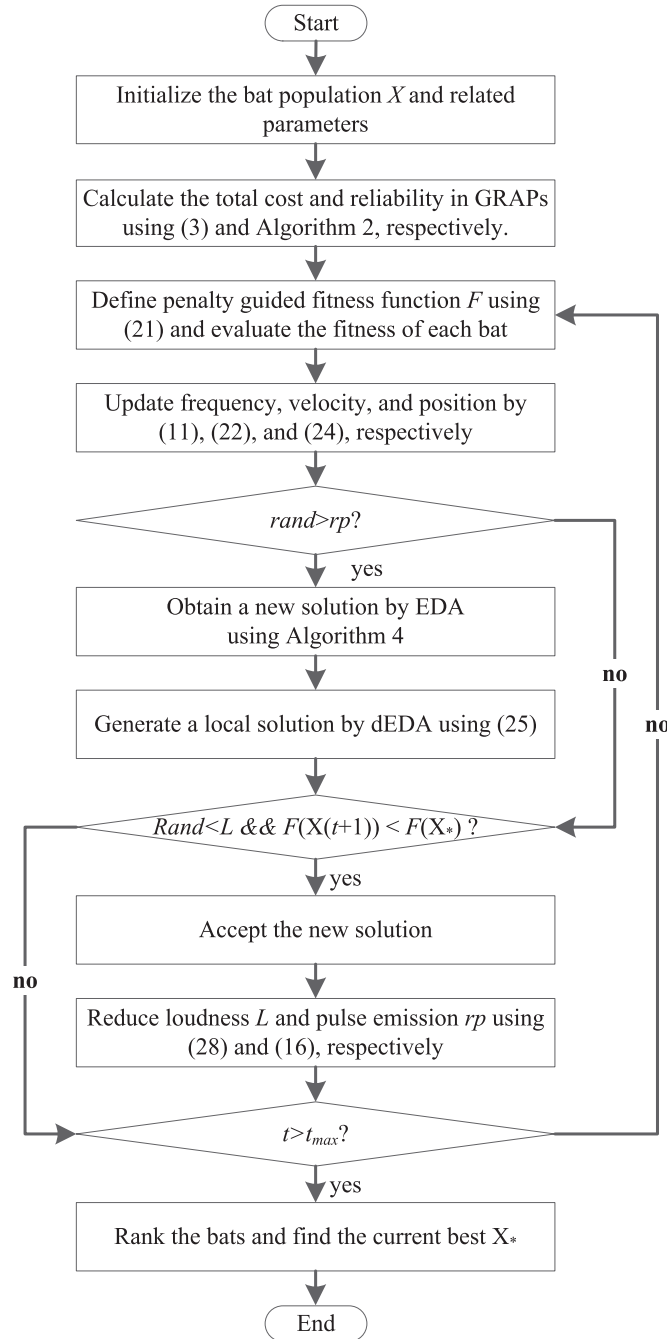 Start
Initialize the bat population X and related
parameters
Calculate the total cost and reliability in GRAPs
using (3) and Algorithm 2, respectively.
Define penalty guided fitness function F using
(21) and evaluate the fitness of each bat
Update frequency, velocity, and position by
(11), (22), and (24), respectively
rand>rp?
yes
Obtain a new solution by EDA
using Algorithm 4
no
no
Generate a local solution by dEDA using (25)
Rand<L && F(X(t+1)) < F(X*) ?
yes
Accept the new solution
no
Reduce loudness L and pulse emission rp using
(28) and (16), respectively
t>tmax?
yes
Rank the bats and find the current best X*
End